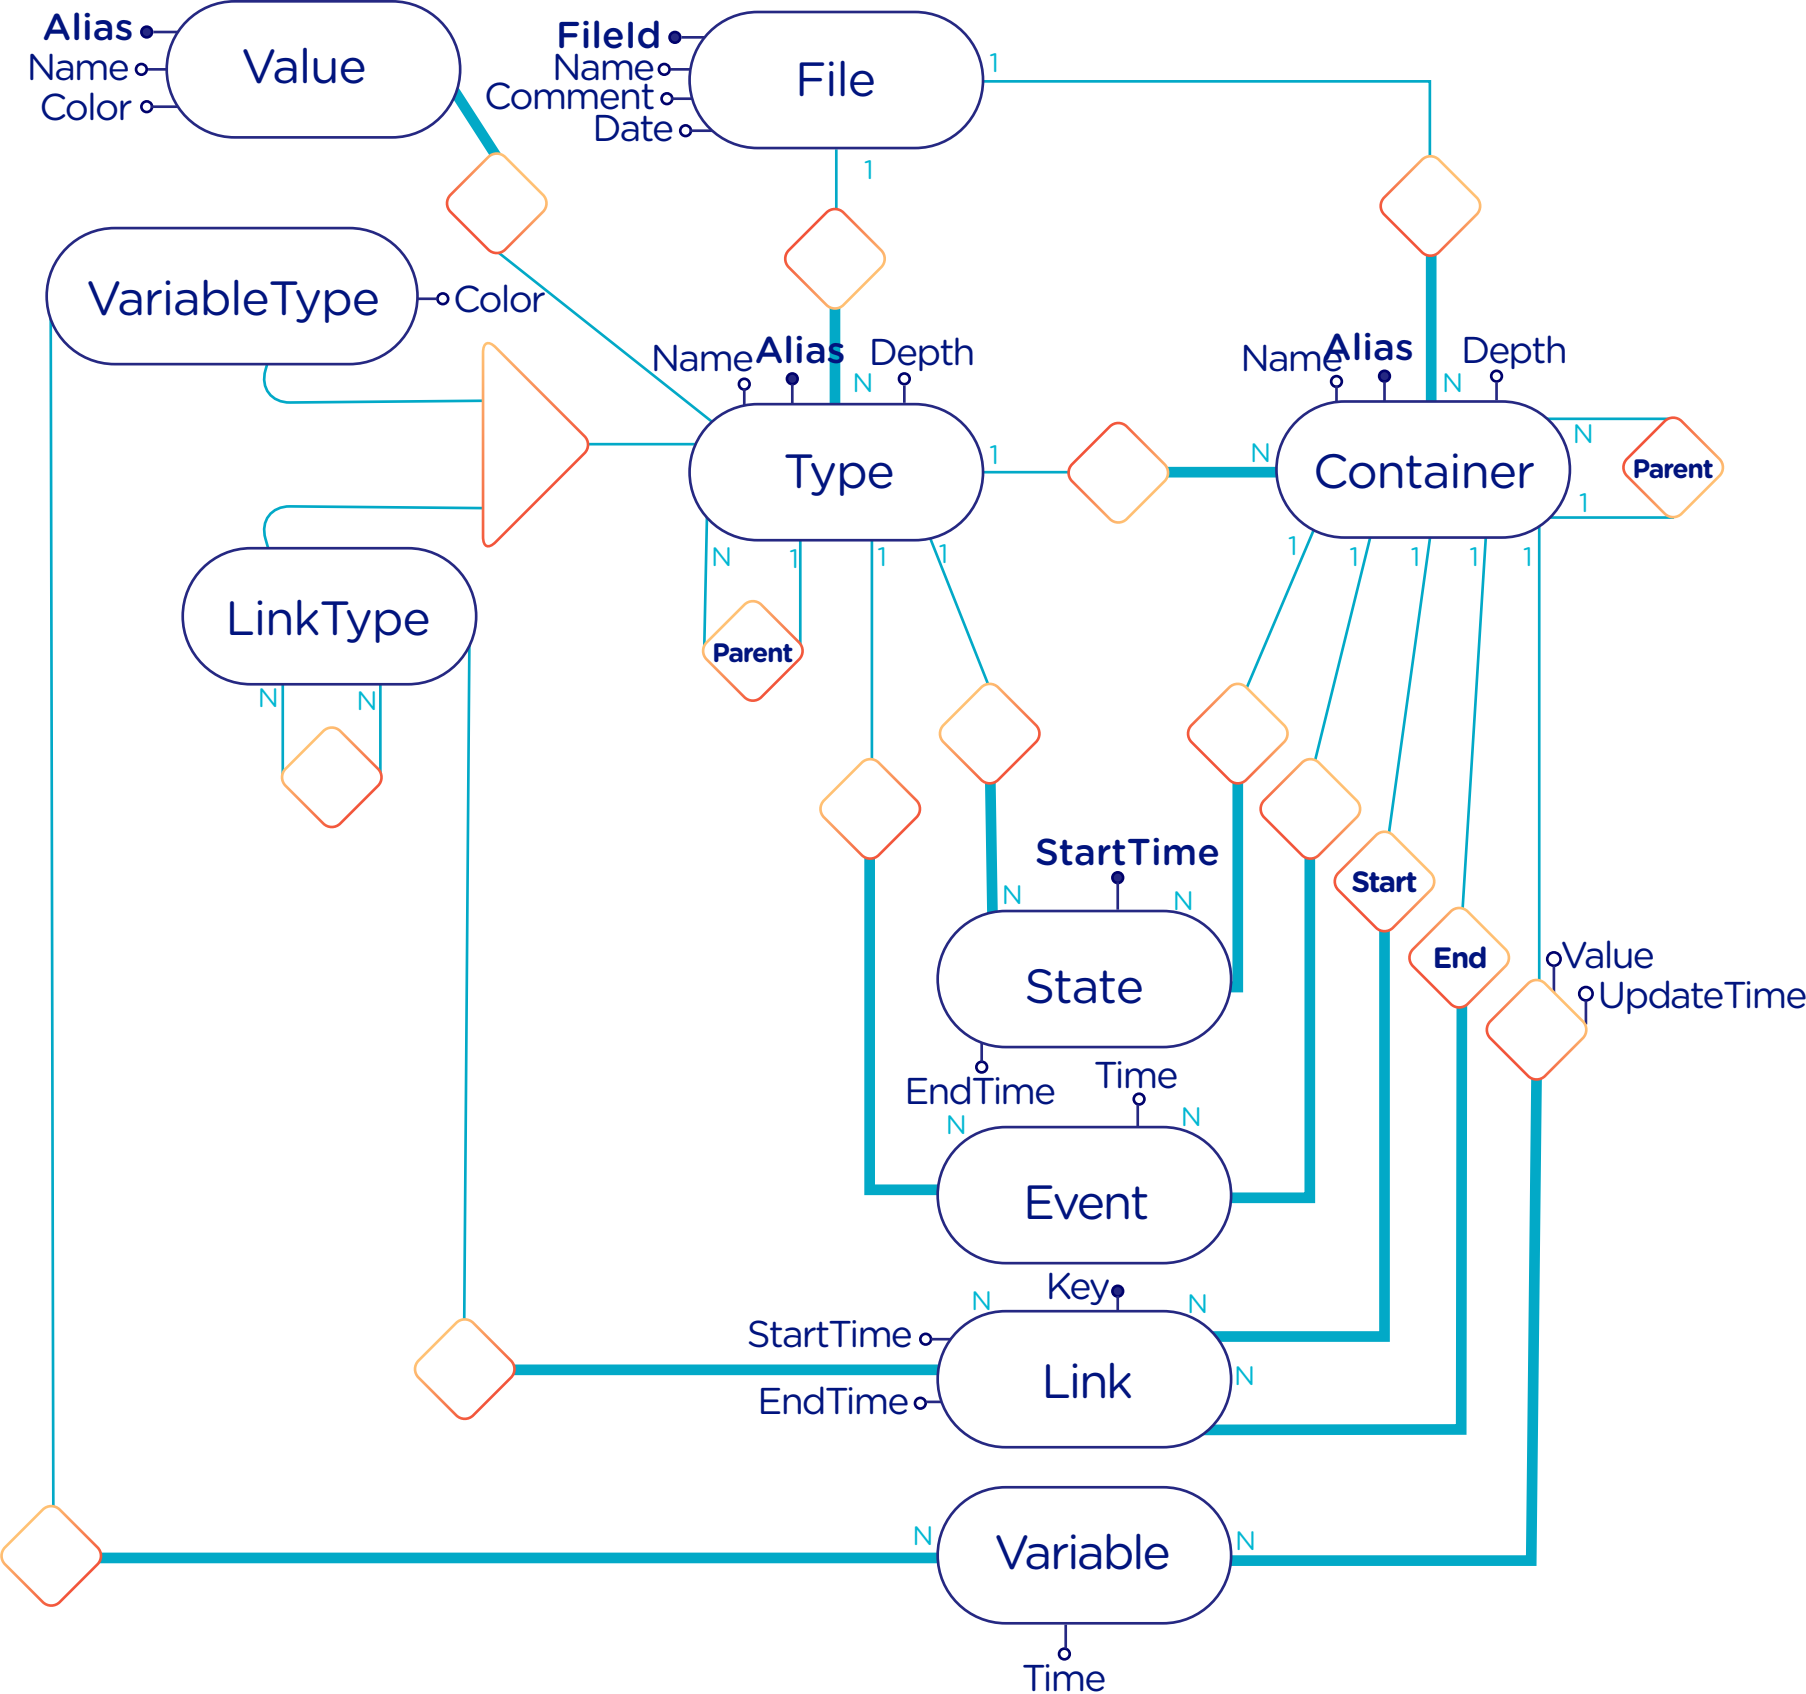 Alias
Name
Color
Value
FileId
Name
Comment
Date
File
1
1
VariableType
Color
Name
Alias
Depth
N
Type
1
N
Name
Alias
Depth
N
Container
N
Parent
1
LinkType
N
N
N
1
1
1
Parent
1
1
1
1
1
StartTime
N
N
State
EndTime
Start
End
Value
UpdateTime
Time
N
N
Event
Key
N
N
StartTime
Link
N
EndTime
N
Variable
N
Time